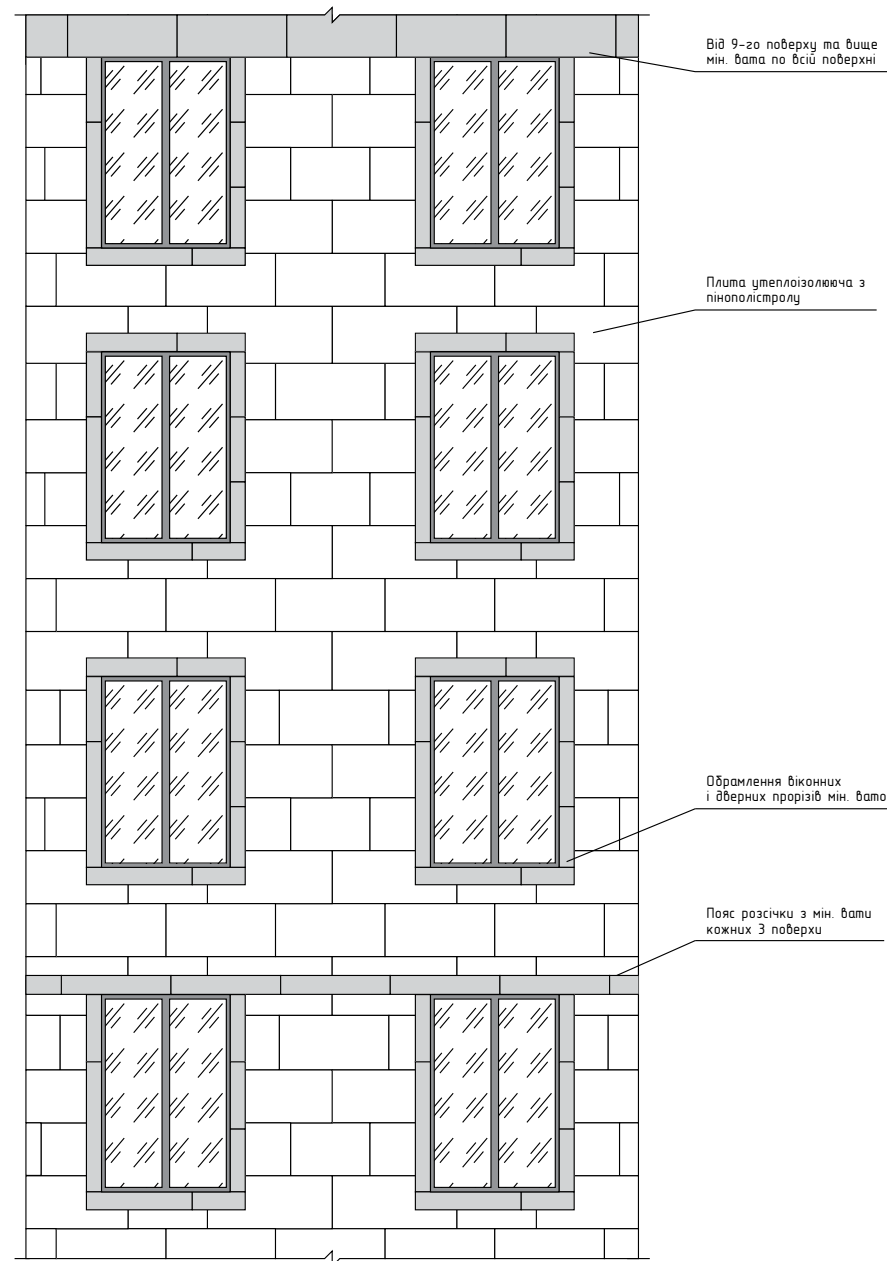 Від 9-го поверху та вище
мін. вата по всій поверхні
Плита утеплоізолююча з
пінополістролу
Обрамлення віконних
і дверних прорізів мін. вато
Пояс розсічки з мін. вати
кожних 3 поверхи